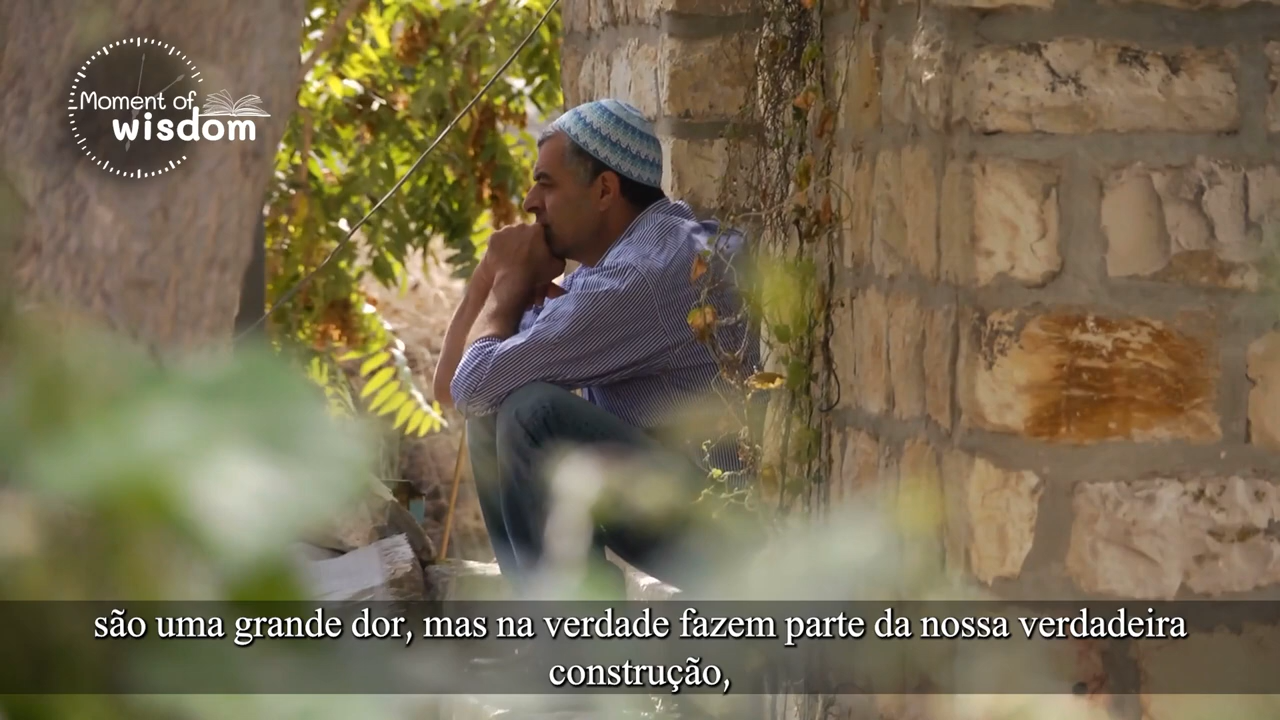 Moment of
wisdom
são uma grande dor, mas na verdade fazem parte da nossa verdadeira
construção,